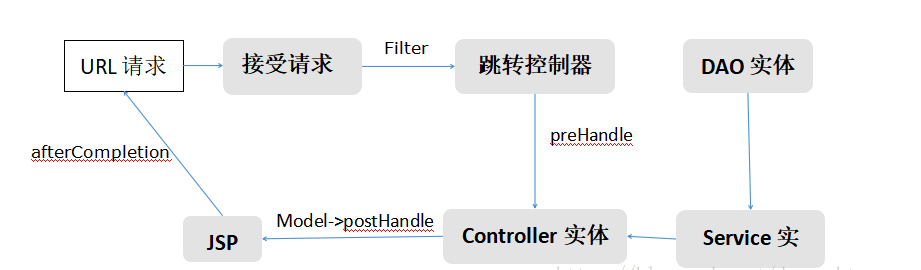 URL 请求
接受请求
Filter
跳转控制器
DAO 实体
preHandle
afterCompletion
JSP
Model->postHandle
Controller 实体
Service 实